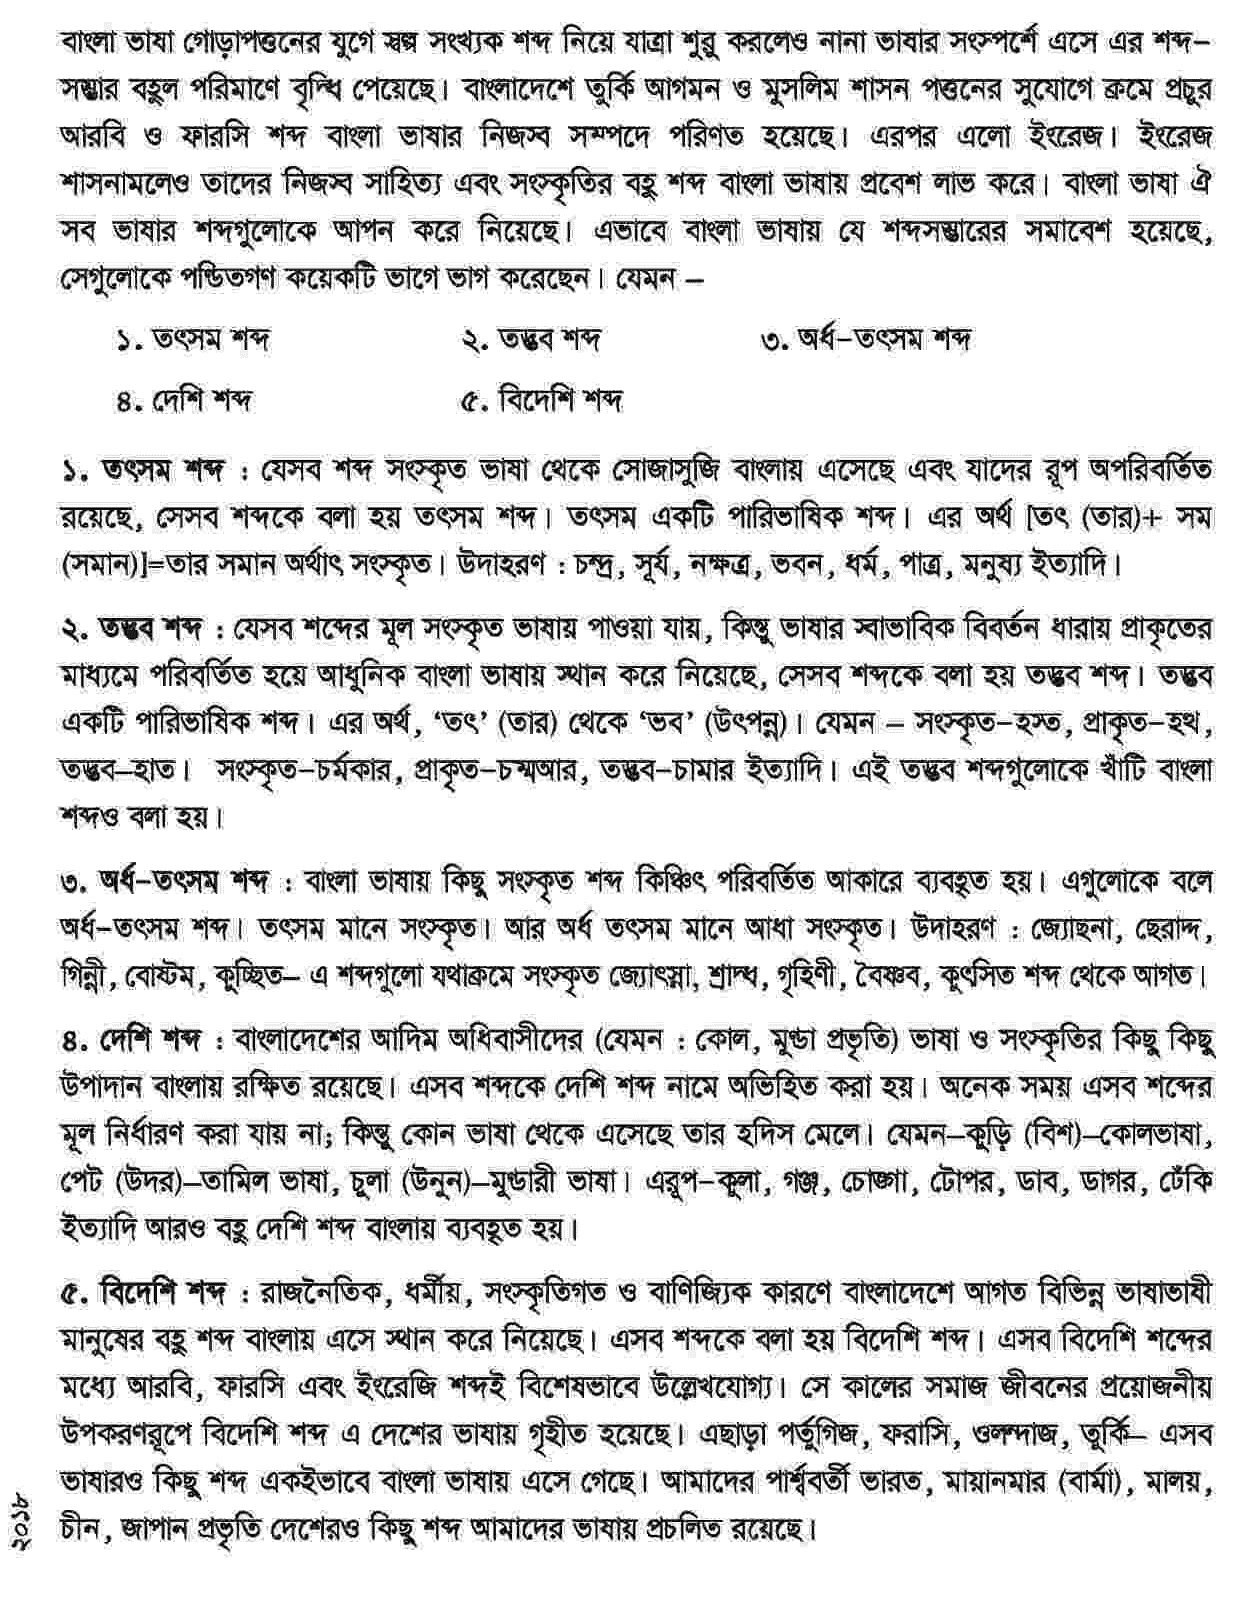 বাংলা ভাষা গোড়াপত্তনের যুগে স্বল্প সংখ্যক শব্দ নিয়ে যাত্রা শুরু করলেও নানা ভাষার সংস্পর্শে এসে এর শব্দ–
সম্ভার বহুল পরিমাণে বৃদ্ধি পেয়েছে। বাংলাদেশে তুর্কি আগমন ও মুসলিম শাসন পত্তনের সুযোগে ক্রমে প্রচুর
আরবি ও ফারসি শব্দ বাংলা ভাষার নিজস্ব সম্পদে পরিণত হয়েছে। এরপর এলো ইংরেজ। ইংরেজ
শাসনামলেও তাদের নিজস্ব সাহিত্য এবং সংস্কৃতির বহু শব্দ বাংলা ভাষায় প্রবেশ লাভ করে। বাংলা ভাষা ঐ
সব ভাষার শব্দগুলোকে আপন করে নিয়েছে। এভাবে বাংলা ভাষায় যে শব্দসম্ভারের সমাবেশ হয়েছে,
সেগুলোকে পণ্ডিতগণ কয়েকটি ভাগে ভাগ করেছেন। যেমন –
১. তৎসম শব্দ ২. তদ্ভব শব্দ ৩. অর্ধ–তৎসম শব্দ
৪. দেশি শব্দ ৫. বিদেশি শব্দ
১. তৎসম শব্দ : যেসব শব্দ সংস্কৃত ভাষা থেকে সোজাসুজি বাংলায় এসেছে এবং যাদের রূপ অপরিবর্তিত
রয়েছে, সেসব শব্দকে বলা হয় তৎসম শব্দ। তৎসম একটি পারিভাষিক শব্দ। এর অর্থ [তৎ (তার)+ সম
(সমান)]=তার সমান অর্থাৎ সংস্কৃত। উদাহরণ : চন্দ্র, সূর্য, নক্ষত্র, ভবন, ধর্ম, পাত্র, মনুষ্য ইত্যাদি।
২. তদ্ভব শব্দ : যেসব শব্দের মূল সংস্কৃত ভাষায় পাওয়া যায়, কিন্তু ভাষার স্বাভাবিক বিবর্তন ধারায় প্রাকৃতের
মাধ্যমে পরিবর্তিত হয়ে আধুনিক বাংলা ভাষায় স্থান করে নিয়েছে, সেসব শব্দকে বলা হয় তদ্ভব শব্দ। তদ্ভব
একটি পারিভাষিক শব্দ। এর অর্থ, ‘তৎ’ (তার) থেকে ‘ভব’ (উৎপন্ন)। যেমন – সংস্কৃত–হস্ত, প্রাকৃত–হত্থ,
তদ্ভব–হাত। সংস্কৃত–চর্মকার, প্রাকৃত–চম্মআর, তদ্ভব–চামার ইত্যাদি। এই তদ্ভব শব্দগুলোকে খাঁটি বাংলা
শব্দও বলা হয়।
৩. অর্ধ–তৎসম শব্দ : বাংলা ভাষায় কিছু সংস্কৃত শব্দ কিঞ্চিৎ পরিবর্তিত আকারে ব্যবহৃত হয়। এগুলোকে বলে
অর্ধ–তৎসম শব্দ। তৎসম মানে সংস্কৃত। আর অর্ধ তৎসম মানে আধা সংস্কৃত। উদাহরণ : জ্যোছনা, ছেরাদ্দ,
গিন্নী, বোষ্টম, কুচ্ছিত– এ শব্দগুলো যথাক্রমে সংস্কৃত জ্যোৎস্না, শ্রাদ্ধ, গৃহিণী, বৈষ্ণব, কুৎসিত শব্দ থেকে আগত।
৪. দেশি শব্দ : বাংলাদেশের আদিম অধিবাসীদের (যেমন : কোল, মুণ্ডা প্রভৃতি) ভাষা ও সংস্কৃতির কিছু কিছু
উপাদান বাংলায় রক্ষিত রয়েছে। এসব শব্দকে দেশি শব্দ নামে অভিহিত করা হয়। অনেক সময় এসব শব্দের
মূল নির্ধারণ করা যায় না; কিন্তু কোন ভাষা থেকে এসেছে তার হদিস মেলে। যেমন–কুড়ি (বিশ)–কোলভাষা,
পেট (উদর)–তামিল ভাষা, চুলা (উনুন)–মুণ্ডারী ভাষা। এরূপ–কুলা, গঞ্জ, চোঙ্গা, টোপর, ডাব, ডাগর, ঢেঁকি
ইত্যাদি আরও বহু দেশি শব্দ বাংলায় ব্যবহৃত হয়।
৫. বিদেশি শব্দ : রাজনৈতিক, ধর্মীয়, সংস্কৃতিগত ও বাণিজ্যিক কারণে বাংলাদেশে আগত বিভিন্ন ভাষাভাষী
মানুষের বহু শব্দ বাংলায় এসে স্থান করে নিয়েছে। এসব শব্দকে বলা হয় বিদেশি শব্দ। এসব বিদেশি শব্দের
মধ্যে আরবি, ফারসি এবং ইংরেজি শব্দই বিশেষভাবে উল্লেখযোগ্য। সে কালের সমাজ জীবনের প্রয়োজনীয়
উপকরণরূপে বিদেশি শব্দ এ দেশের ভাষায় গৃহীত হয়েছে। এছাড়া পর্তুগিজ, ফরাসি, ওলন্দাজ, তুর্কি– এসব
ভাষারও কিছু শব্দ একইভাবে বাংলা ভাষায় এসে গেছে। আমাদের পার্শ্ববর্তী ভারত, মায়ানমার (বার্মা), মালয়,
চীন, জাপান প্রভৃতি দেশেরও কিছু শব্দ আমাদের ভাষায় প্রচলিত রয়েছে।
২০১৮